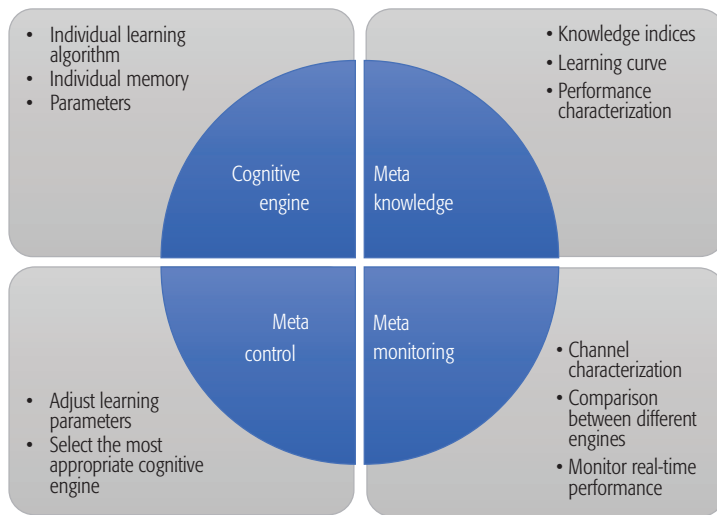 • Individual learning
algorithm
• Individual memory
• Parameters
Cognitive
engine
• Knowledge indices
• Learning curve
• Performance
characterization
Meta
knowledge
Meta
control
• Adjust learning
parameters
• Select the most
appropriate cognitive
engine
Meta
monitoring
• Channel
characterization
• Comparison
between different
engines
• Monitor real-time
performance